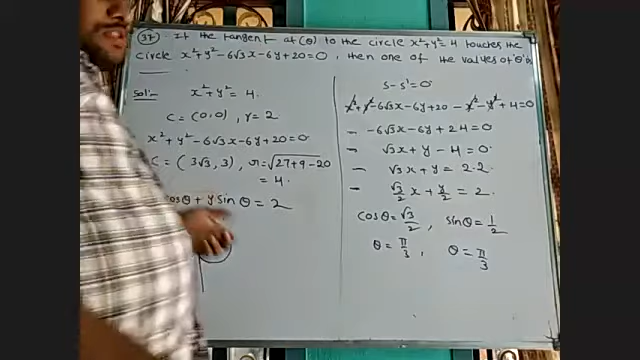 37) If the tangent at (θ) to the circle x²+y²=4 touches the
circle x²+y²-6√3x-6y+20=0, then one of the values of 'θ' is
Sol:- x²+y²=4.
C=(0,0), r=2
x²+y²-6√3x-6y+20=0
C=(3√3,3), r=√27+9-20
=4.
cosθ+y sinθ=2
S-S'=0
x²+y²-6√3x-6y+20-x²-y²+4=0
-6√3x-6y+24=0
√3x+y-4=0
√3x+y=2.2
√3/2 x+y/2=2
cosθ=√3/2, sinθ=1/2
θ=π/3, θ=π/3